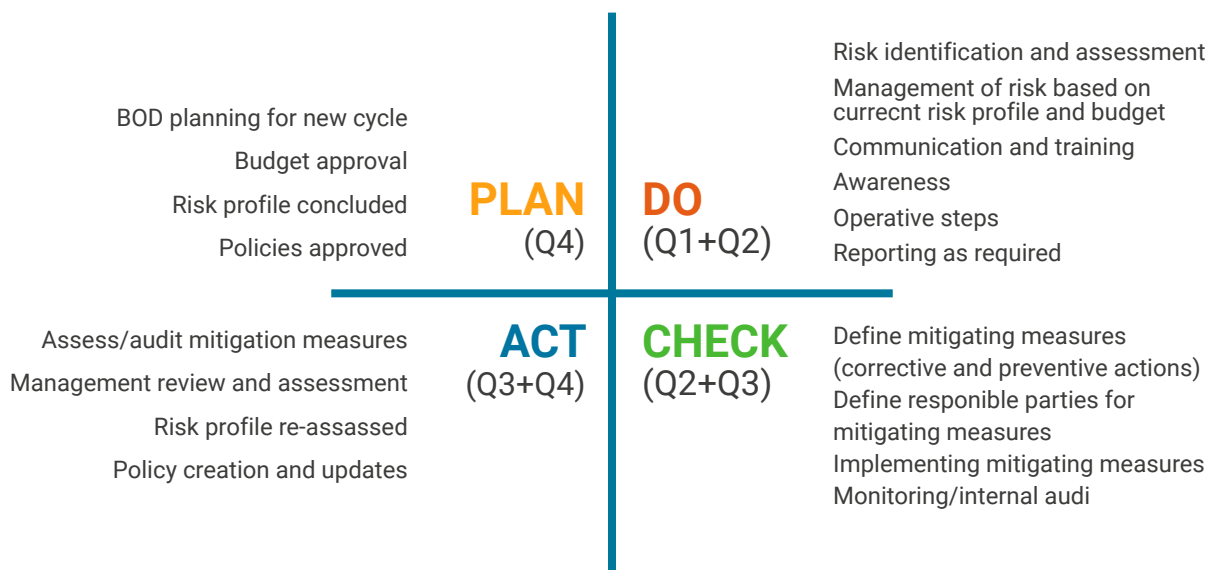 BOD planning for new cycle
Budget approval
Risk profile concluded
Policies approved
PLAN
(Q4)
DO
(Q1+Q2)
Risk identification and assessment
Management of risk based on
currecnt risk profile and budget
Communication and training
Awareness
Operative steps
Reporting as required
Assess/audit mitigation measures
Management review and assessment
Risk profile re-assassed
Policy creation and updates
ACT
(Q3+Q4)
CHECK
(Q2+Q3)
Define mitigating measures
(corrective and preventive actions)
Define responible parties for
mitigating measures
Implementing mitigating measures
Monitoring/internal audi